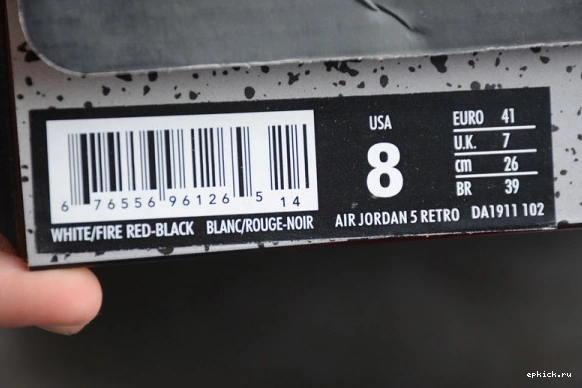 USA
8
EURO 41
U.K. 7
cm 26
BR 39
6 76556 96126 5 14
WHITE/FIRE RED-BLACK BLANC/ROUGE-NOIR
AIR JORDAN 5 RETRO DA1911 102
epkick.ru